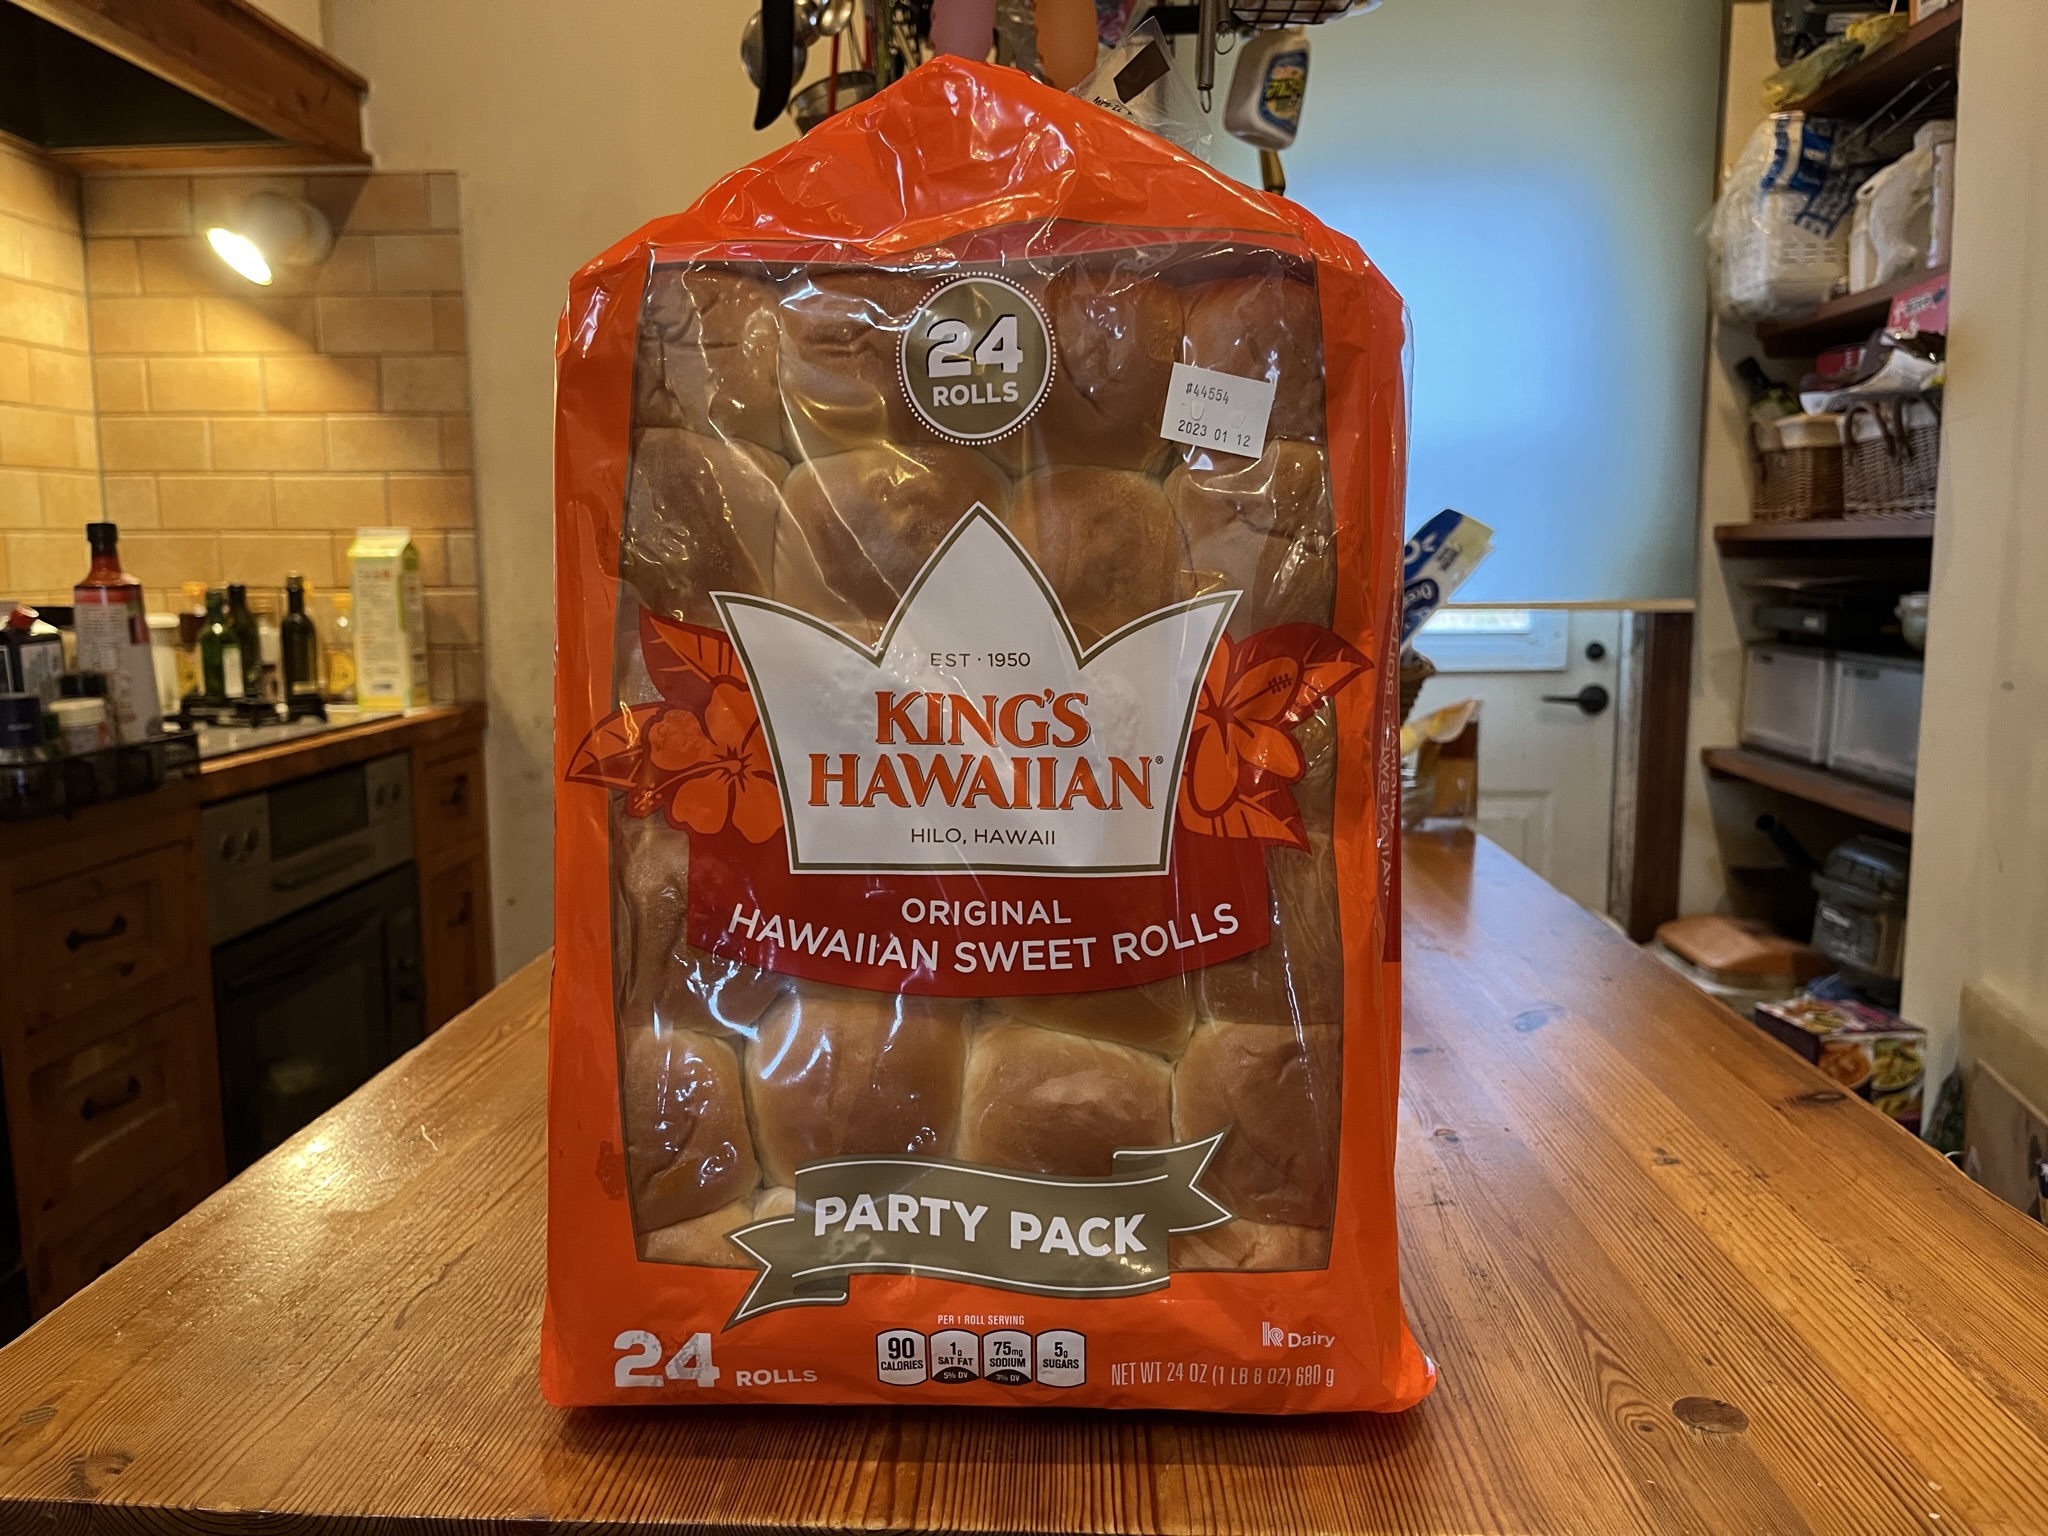 24
ROLLS
#44554
2023 01 12
EST · 1950
KING'S
HAWAIIAN®
HILO, HAWAII
ORIGINAL
HAWAIIAN SWEET ROLLS
PARTY PACK
24 ROLLS
PER 1 ROLL SERVING
90
CALORIES
1g
SAT FAT
5% DV
75mg
SODIUM
3% DV
5g
SUGARS
NET WT 24 OZ (1 LB 8 OZ) 680 g
Dairy